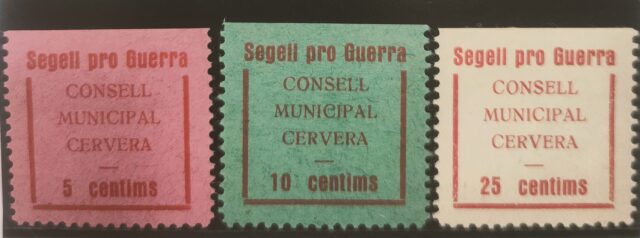 Segell pro Guerra
CONSELL
MUNICIPAL
CERVERA
5 centims
Segell pro Guerra
CONSELL
MUNICIPAL
CERVERA
10 centims
Segell pro Guerra
CONSELL
MUNICIPAL
CERVERA
25 centims